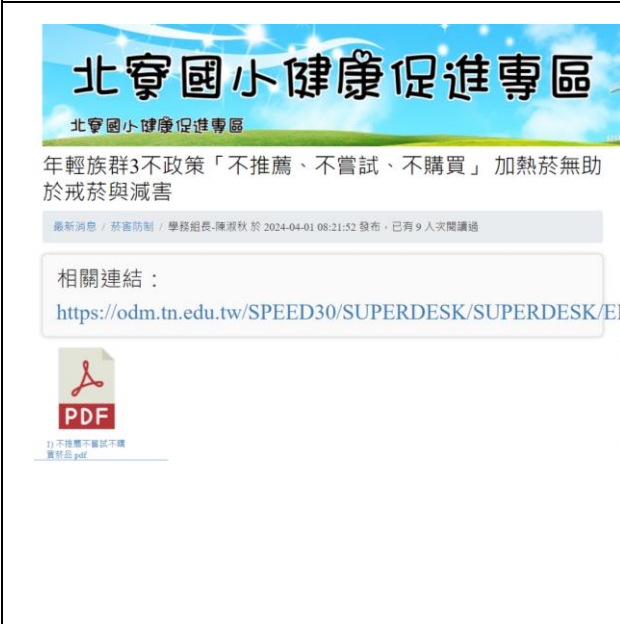 北寮國小健康促進專區
北寮國小健康促進專區
年輕族群3不政策「不推薦、不嘗試、不購買」 加熱菸無助
於戒菸與減害
最新消息 / 菸害防制 / 學務組長-陳淑秋 於 2024-04-01 08:21:52 發布，已有 9 人次閱讀過
相關連結：
https://odm.tn.edu.tw/SPEED30/SUPERDESK/SUPERDESK/E
PDF
1) 不推薦不嘗試不購
買菸品.pdf